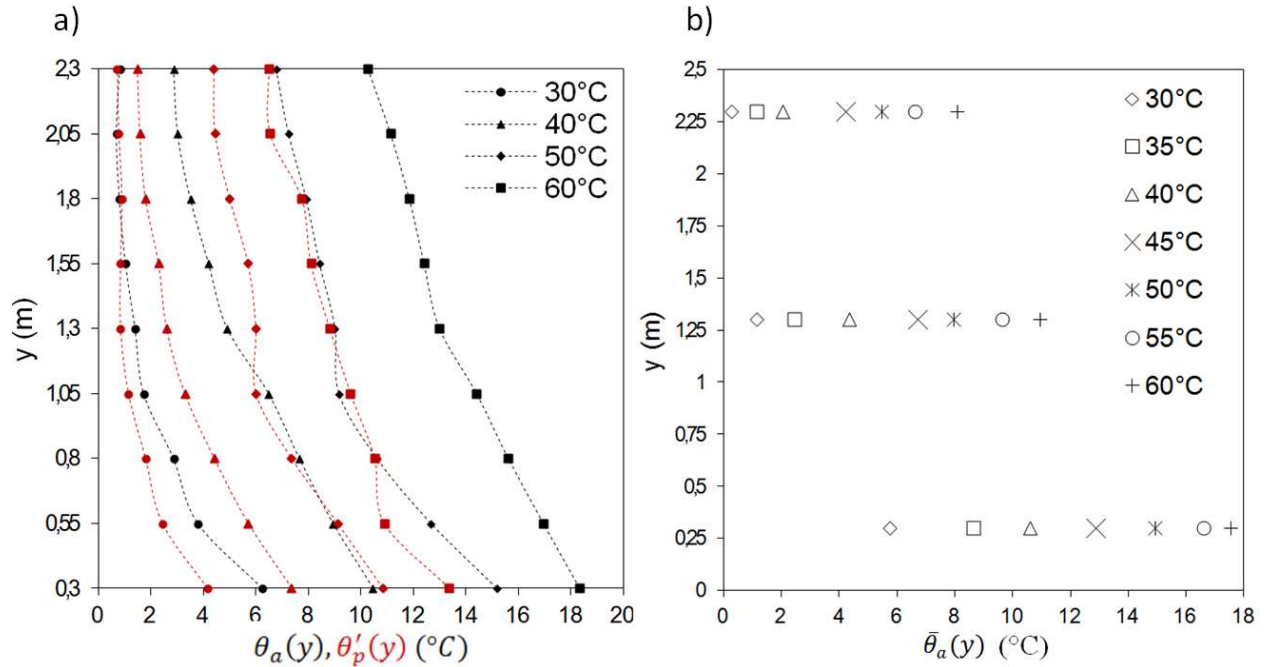 a)
2,3
2,05
1,8
1,55
1,3
1,05
0,8
0,55
0,3
y (m)
0 2 4 6 8 10 12 14 16 18 20
θₐ(y), θ′ₚ(y) (°C)
30°C
40°C
50°C
60°C
b)
2,5
2,25
2
1,75
1,5
1,25
1
0,75
0,5
0,25
0
y (m)
0 2 4 6 8 10 12 14 16 18
θ̄ₐ(y) (°C)
30°C
35°C
40°C
45°C
50°C
55°C
60°C